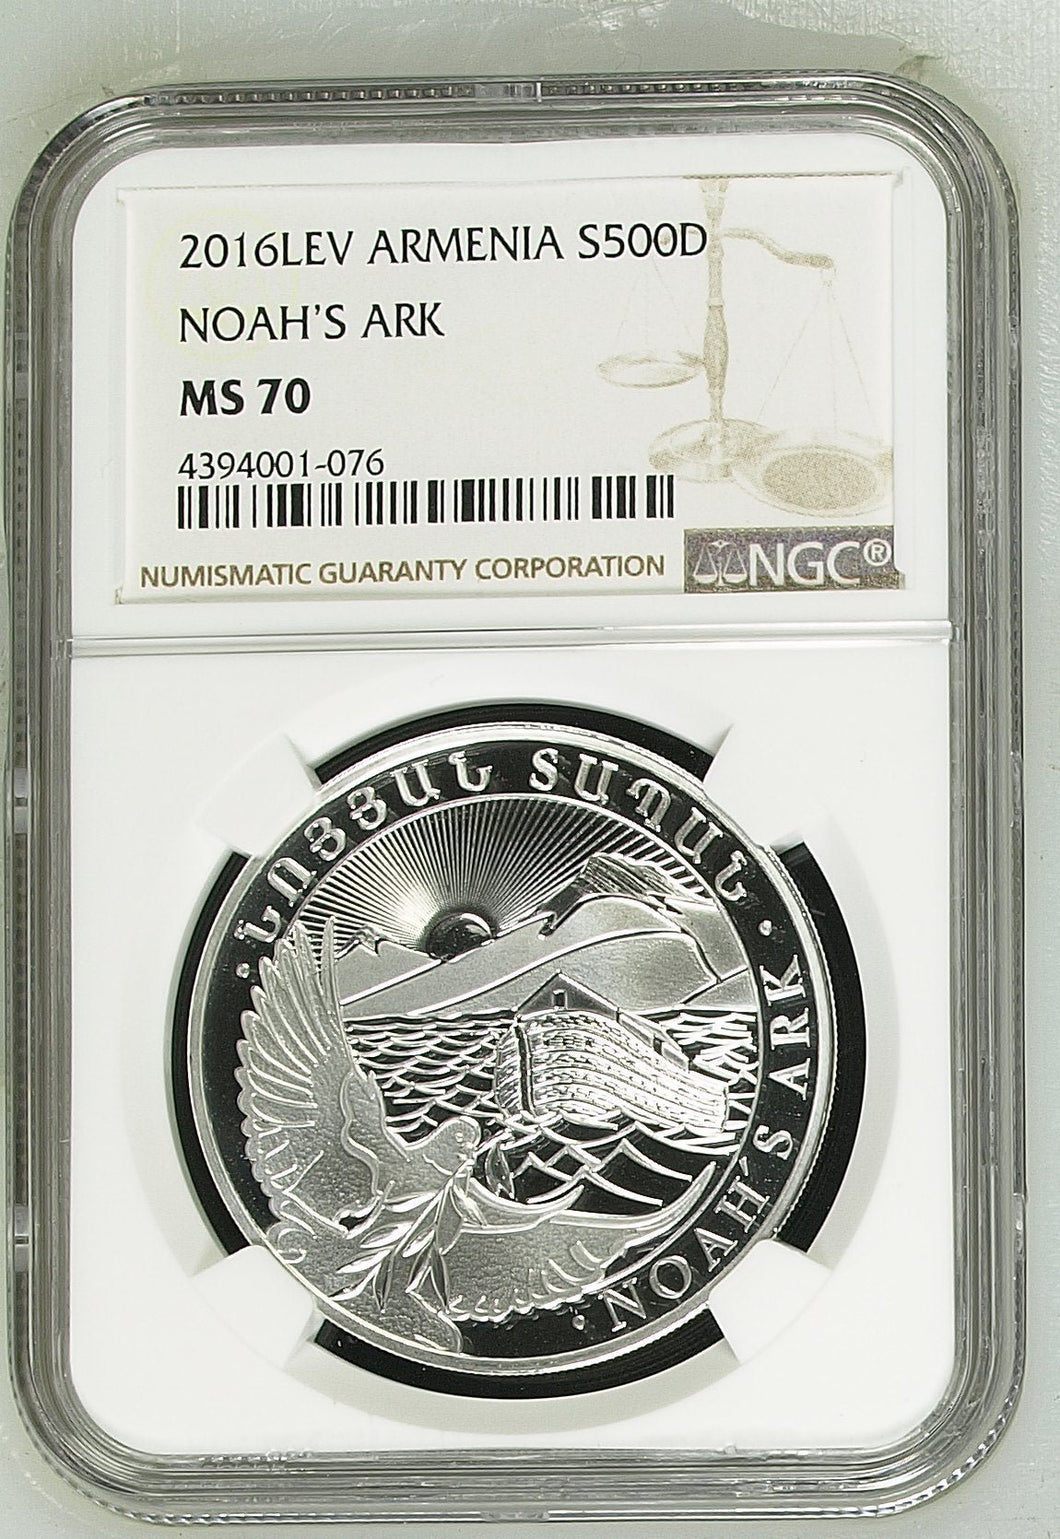 2016LEV ARMENIA S500D
NOAH'S ARK
MS 70
4394001-076
NUMISMATIC GUARANTY CORPORATION
NGC®
ՆՈՅՅԱՆ ՏԱՊԱՆ
NOAH'S ARK